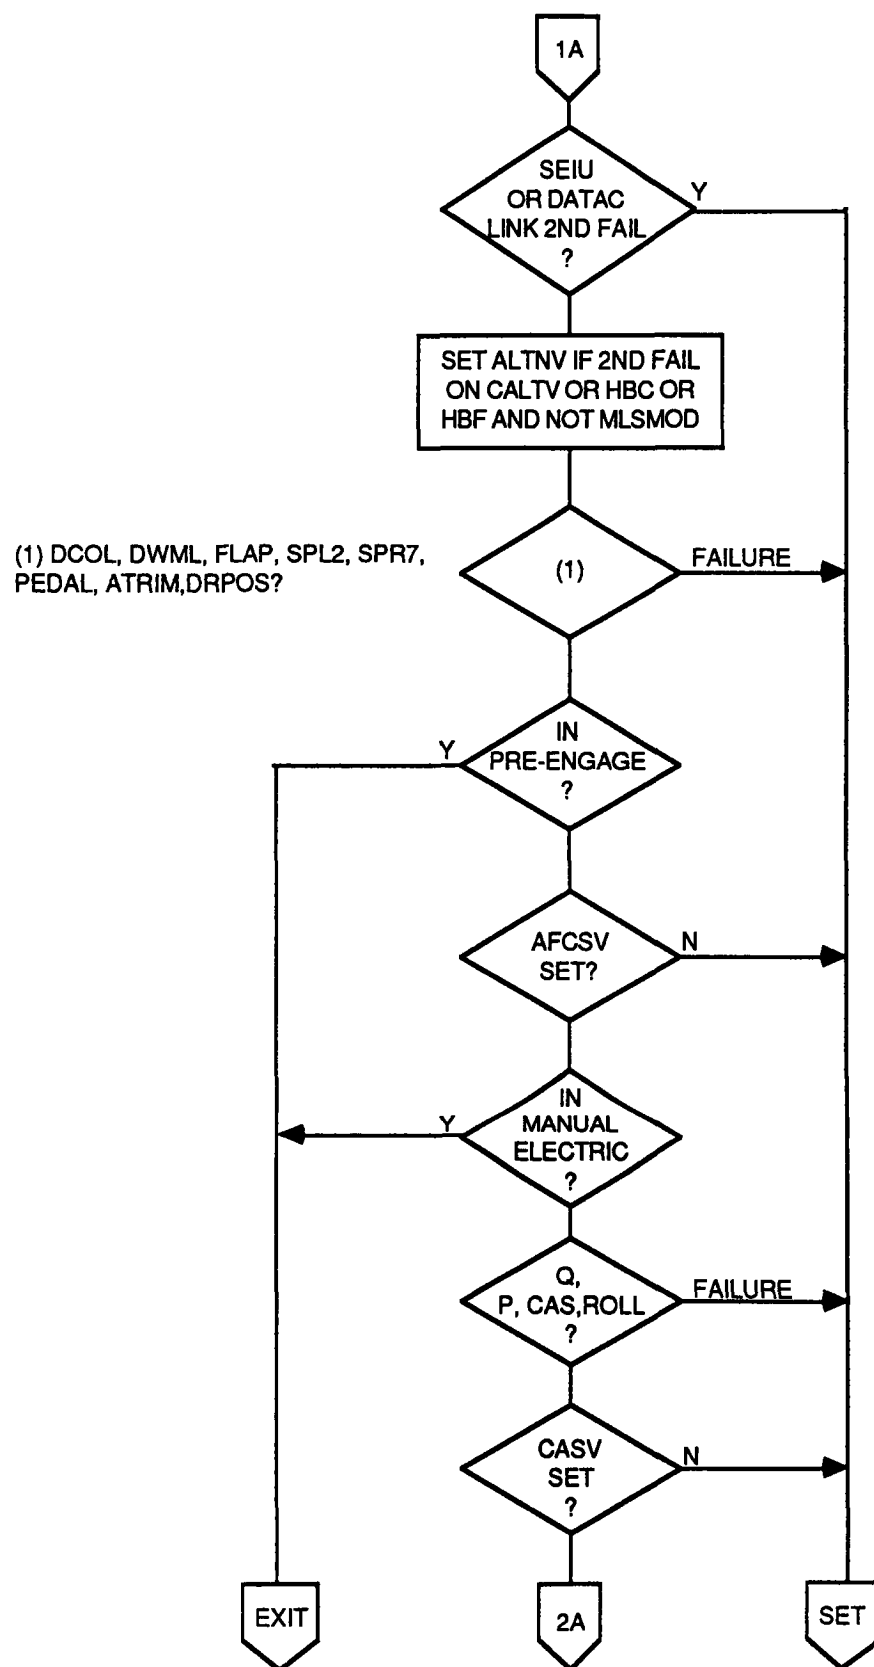 1A
SEIU
OR DATAC
LINK 2ND FAIL
?
Y
SET ALTNV IF 2ND FAIL
ON CALTV OR HBC OR
HBF AND NOT MLSMOD
(1) DCOL, DWML, FLAP, SPL2, SPR7,
PEDAL, ATRIM,DRPOS?
(1)
FAILURE
IN
PRE-ENGAGE
?
Y
AFCSV
SET?
N
IN
MANUAL
ELECTRIC
?
Y
Q,
P, CAS,ROLL
?
FAILURE
CASV
SET
?
N
EXIT
2A
SET